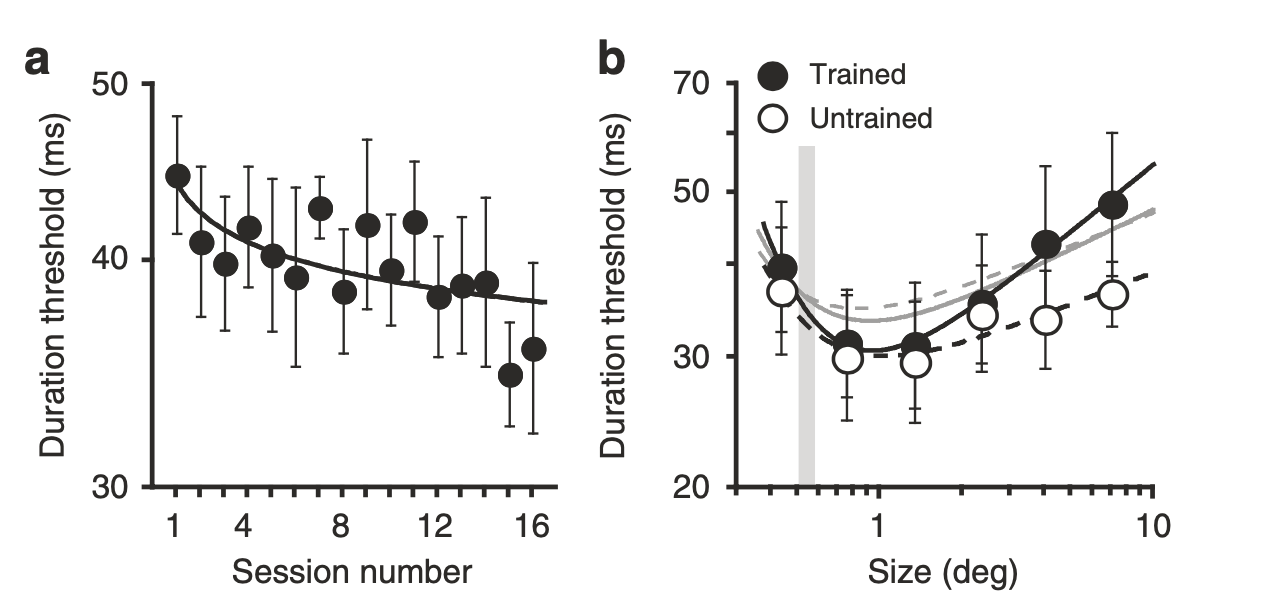 a
50
40
30
Duration threshold (ms)
1 4 8 12 16
Session number
b
Trained
Untrained
70
50
30
20
Duration threshold (ms)
1 10
Size (deg)